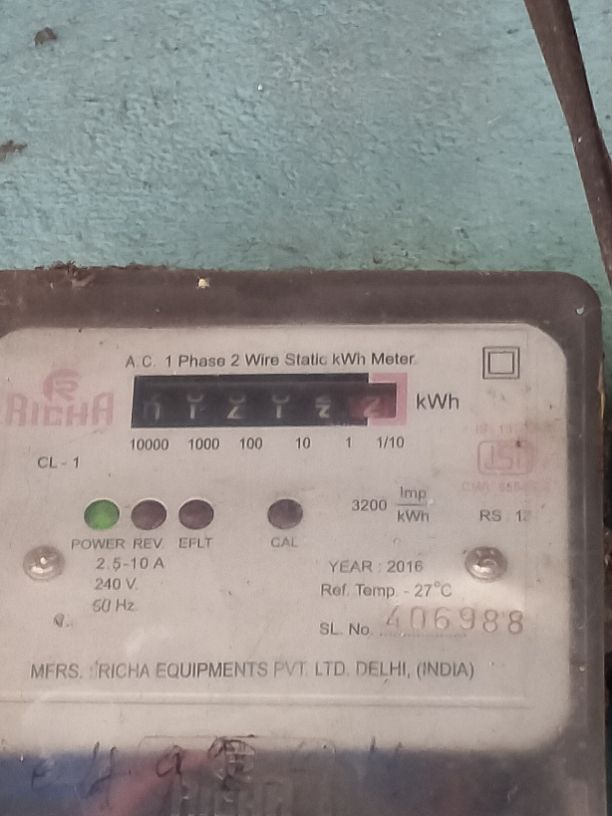 A.C. 1 Phase 2 Wire Static kWh Meter
RICHA
kWh
10000 1000 100 10 1 1/10
CL - 1
3200 Imp
kWh
RS : 12
POWER REV. EFLT CAL
2.5-10 A
240 V.
50 Hz.
YEAR : 2016
Ref. Temp. - 27°C
SL. No. 406988
MFRS. : RICHA EQUIPMENTS PVT. LTD. DELHI, (INDIA)
RICHA